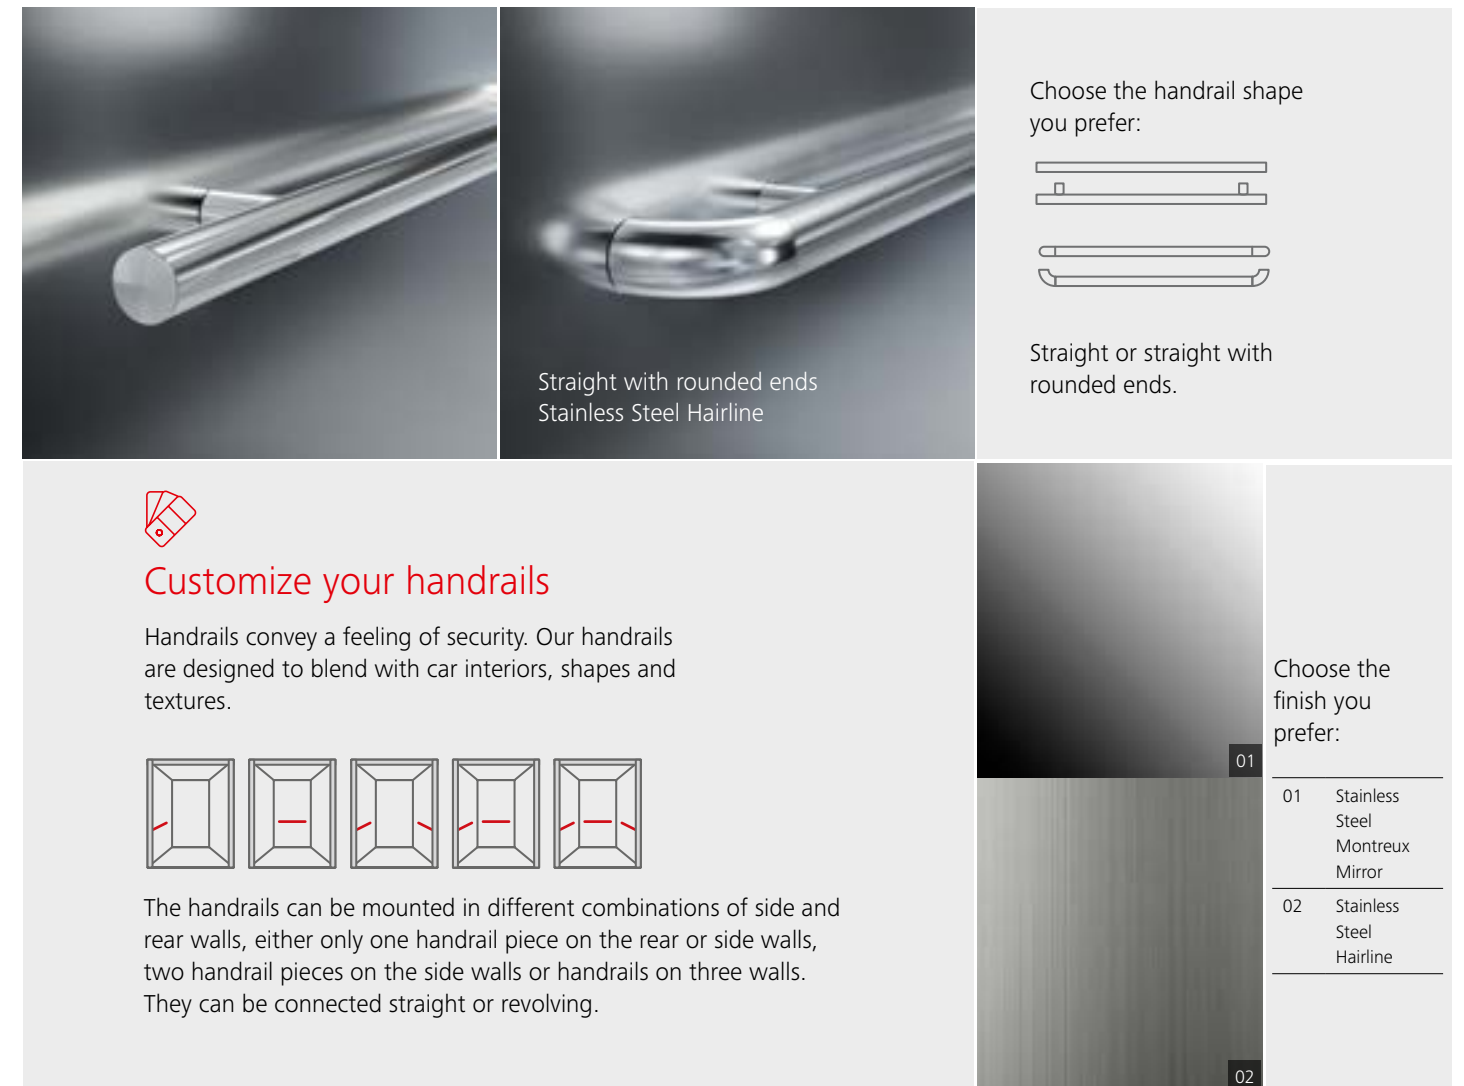 Straight with rounded ends
Stainless Steel Hairline
Choose the handrail shape
you prefer:
Straight or straight with
rounded ends.
Customize your handrails
Handrails convey a feeling of security. Our handrails
are designed to blend with car interiors, shapes and
textures.
The handrails can be mounted in different combinations of side and
rear walls, either only one handrail piece on the rear or side walls,
two handrail pieces on the side walls or handrails on three walls.
They can be connected straight or revolving.
01
02
Choose the
finish you
prefer:
01 Stainless
Steel
Montreux
Mirror
02 Stainless
Steel
Hairline